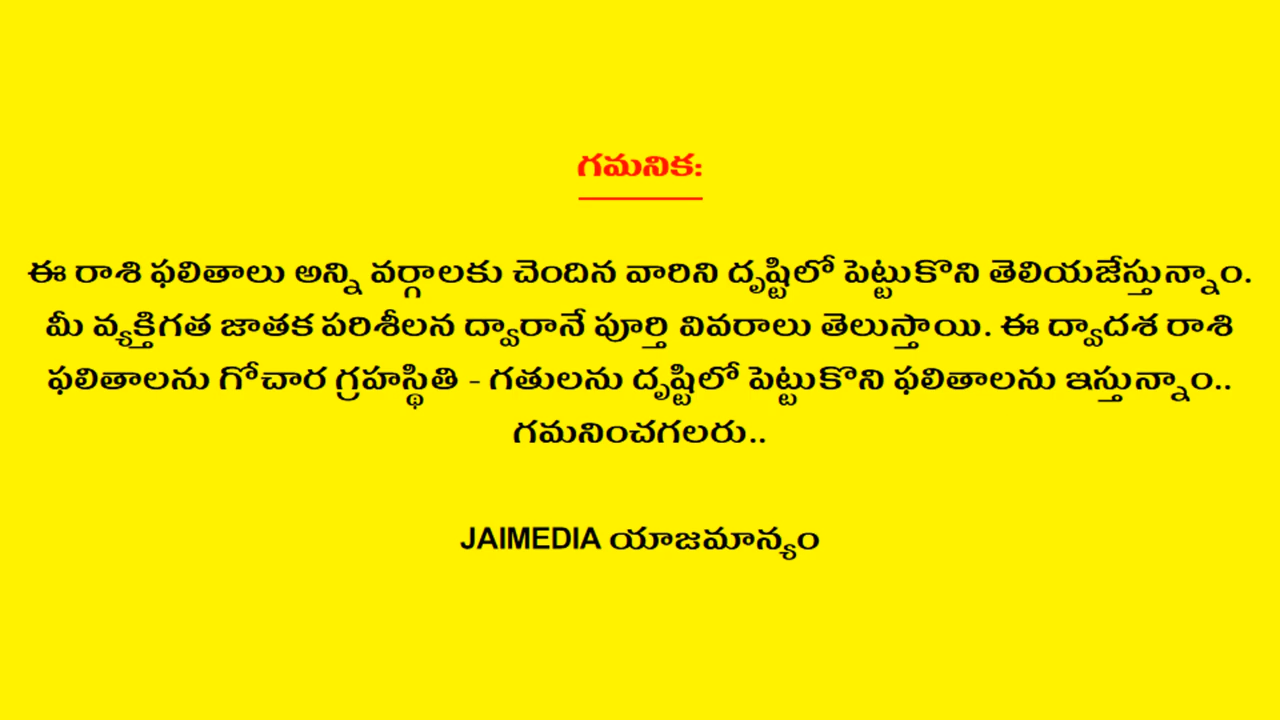 గమనిక:
ఈ రాశి ఫలితాలు అన్ని వర్గాలకు చెందిన వారిని దృష్టిలో పెట్టుకొని తెలియజేస్తున్నాం.
మీ వ్యక్తిగత జాతక పరిశీలన ద్వారానే పూర్తి వివరాలు తెలుస్తాయి. ఈ ద్వాదశ రాశి
ఫలితాలను గోచార గ్రహస్థితి - గతులను దృష్టిలో పెట్టుకొని ఫలితాలను ఇస్తున్నాం..
గమనించగలరు..
JAIMEDIA యాజమాన్యం